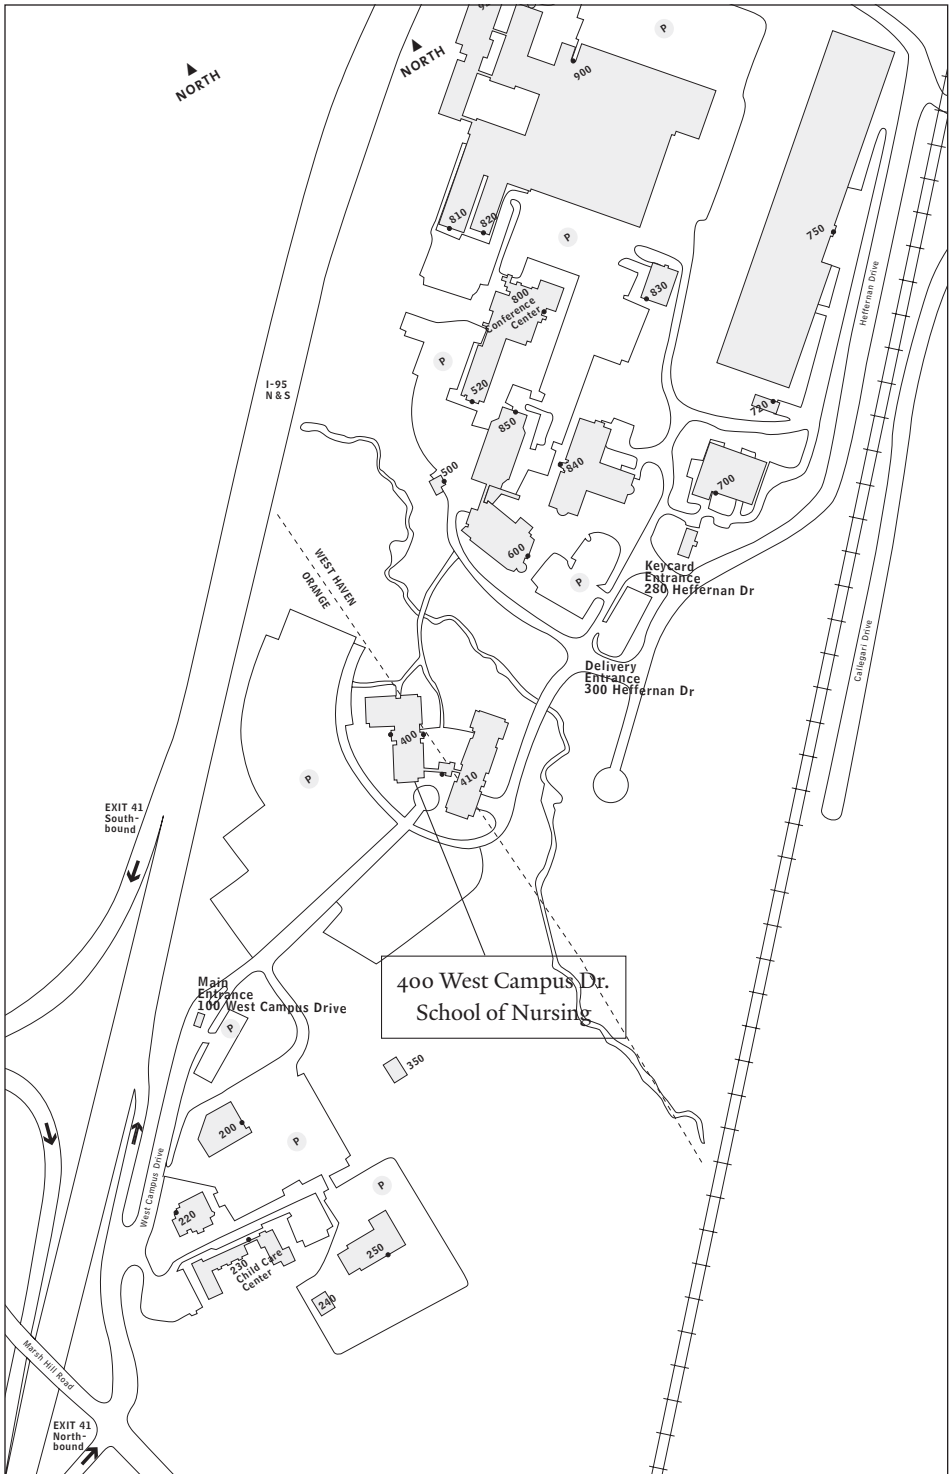 P
NORTH
NORTH
900
810
820
P
750
830
800
Conference
Center
Heffernan Drive
P
I-95
N & S
520
720
850
500
840
700
600
WEST HAVEN
ORANGE
P
Keycard
Entrance
280 Heffernan Dr
Callegari Drive
Delivery
Entrance
300 Heffernan Dr
400
410
P
EXIT 41
South-
bound
400 West Campus Dr.
School of Nursing
Main
Entrance
100 West Campus Drive
P
350
200
P
West Campus Drive
P
220
230
Child Care
Center
250
240
Marsh Hill Road
EXIT 41
North-
bound